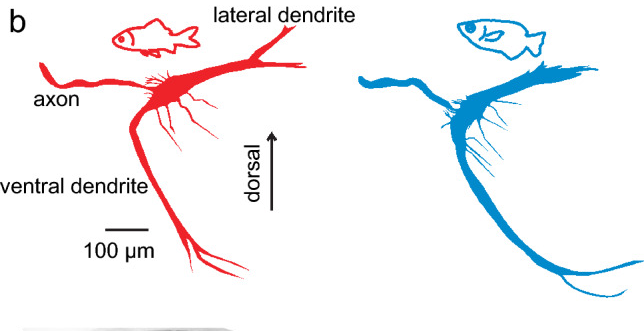 b
lateral dendrite
axon
dorsal
ventral dendrite
100 µm